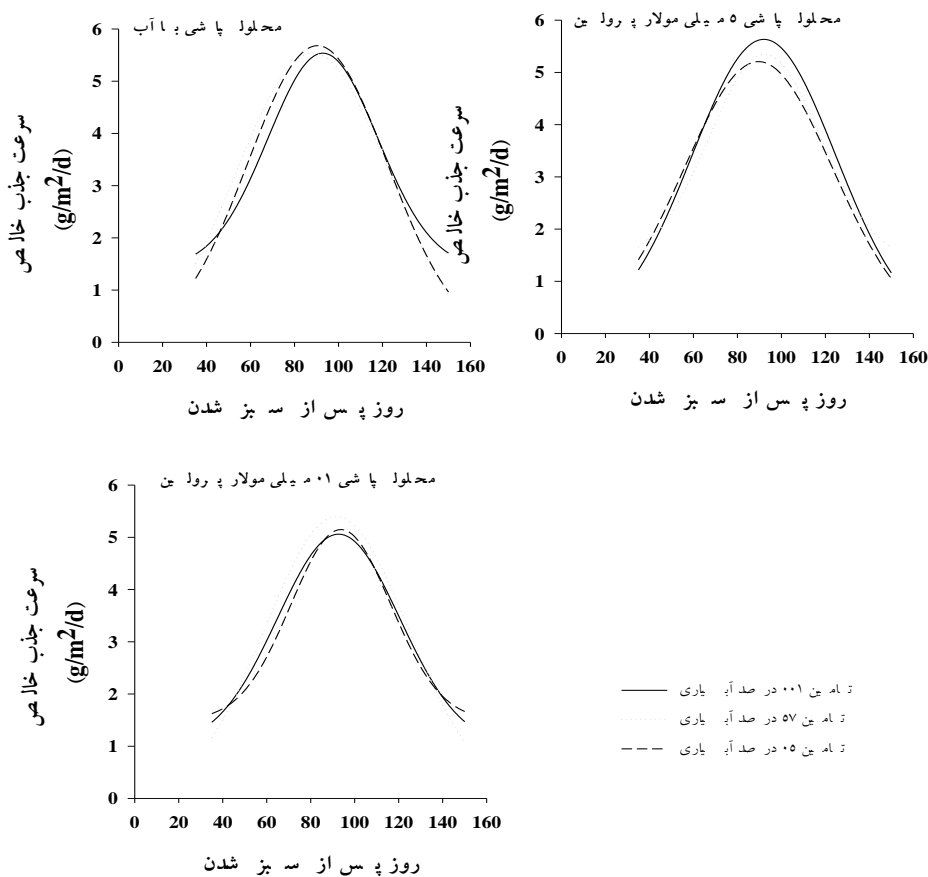 محلول پاشی با آب
6
5
4
3
2
1
0
0 20 40 60 80 100 120 140 160
سرعت جذب خالص
(g/m²/d)
روز پس از سبز شدن
محلول پاشی ۵ میلی مولار پرولین
6
5
4
3
2
1
0
0 20 40 60 80 100 120 140 160
سرعت جذب خالص
(g/m²/d)
روز پس از سبز شدن
محلول پاشی ۰۱ میلی مولار پرولین
6
5
4
3
2
1
0
0 20 40 60 80 100 120 140 160
سرعت جذب خالص
(g/m²/d)
روز پس از سبز شدن
تامین ۰۰۱ درصد آبیاری
تامین ۵۷ درصد آبیاری
تامین ۰۵ درصد آبیاری